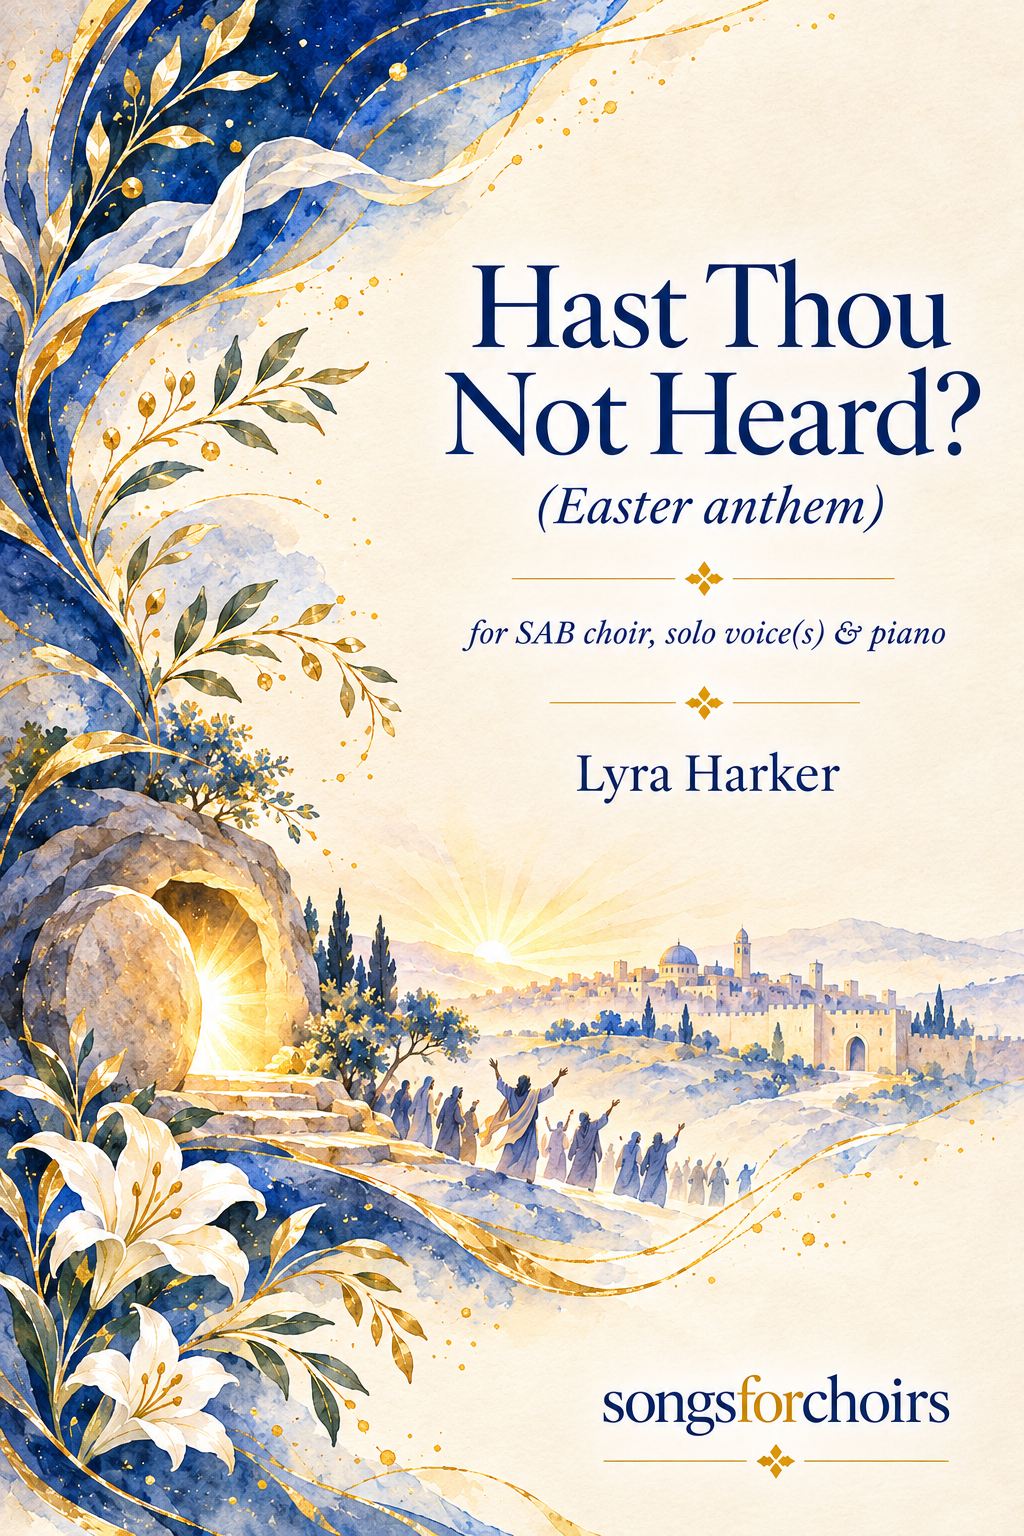 Hast Thou
Not Heard?
(Easter anthem)
for SAB choir, solo voice(s) & piano
Lyra Harker
songsforchoirs